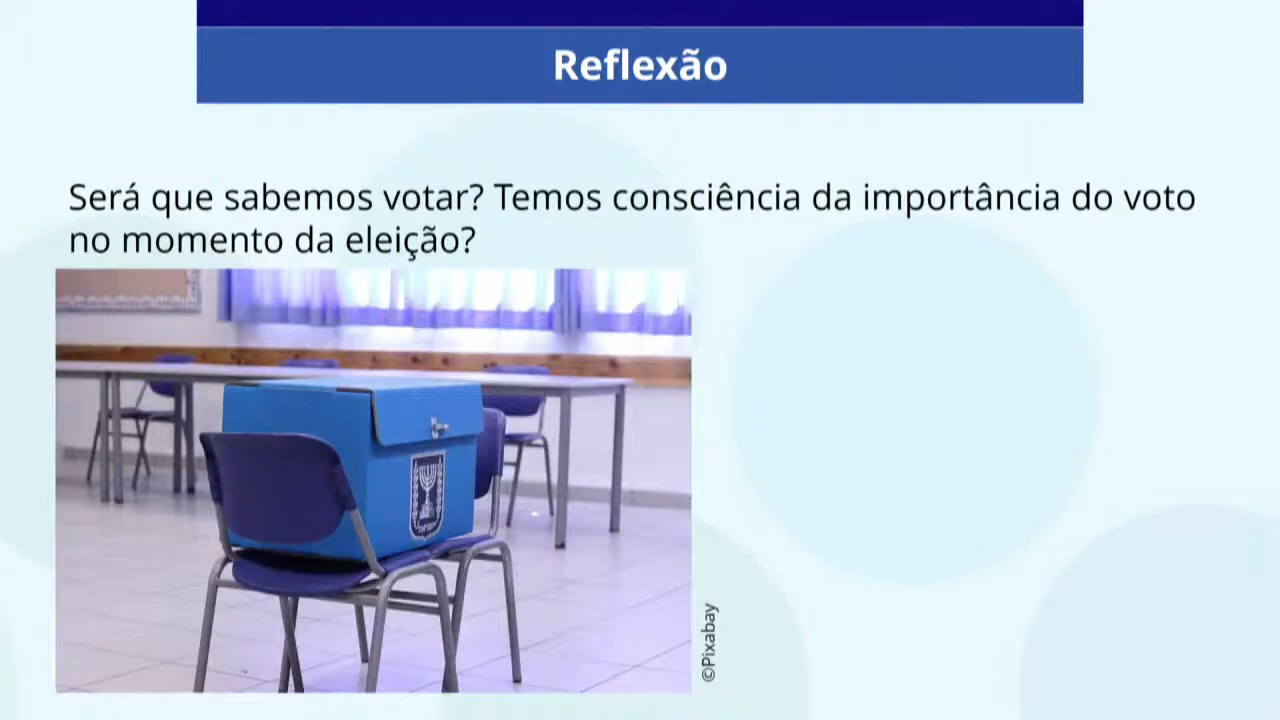 Reflexão
Será que sabemos votar? Temos consciência da importância do voto
no momento da eleição?
©Pixabay